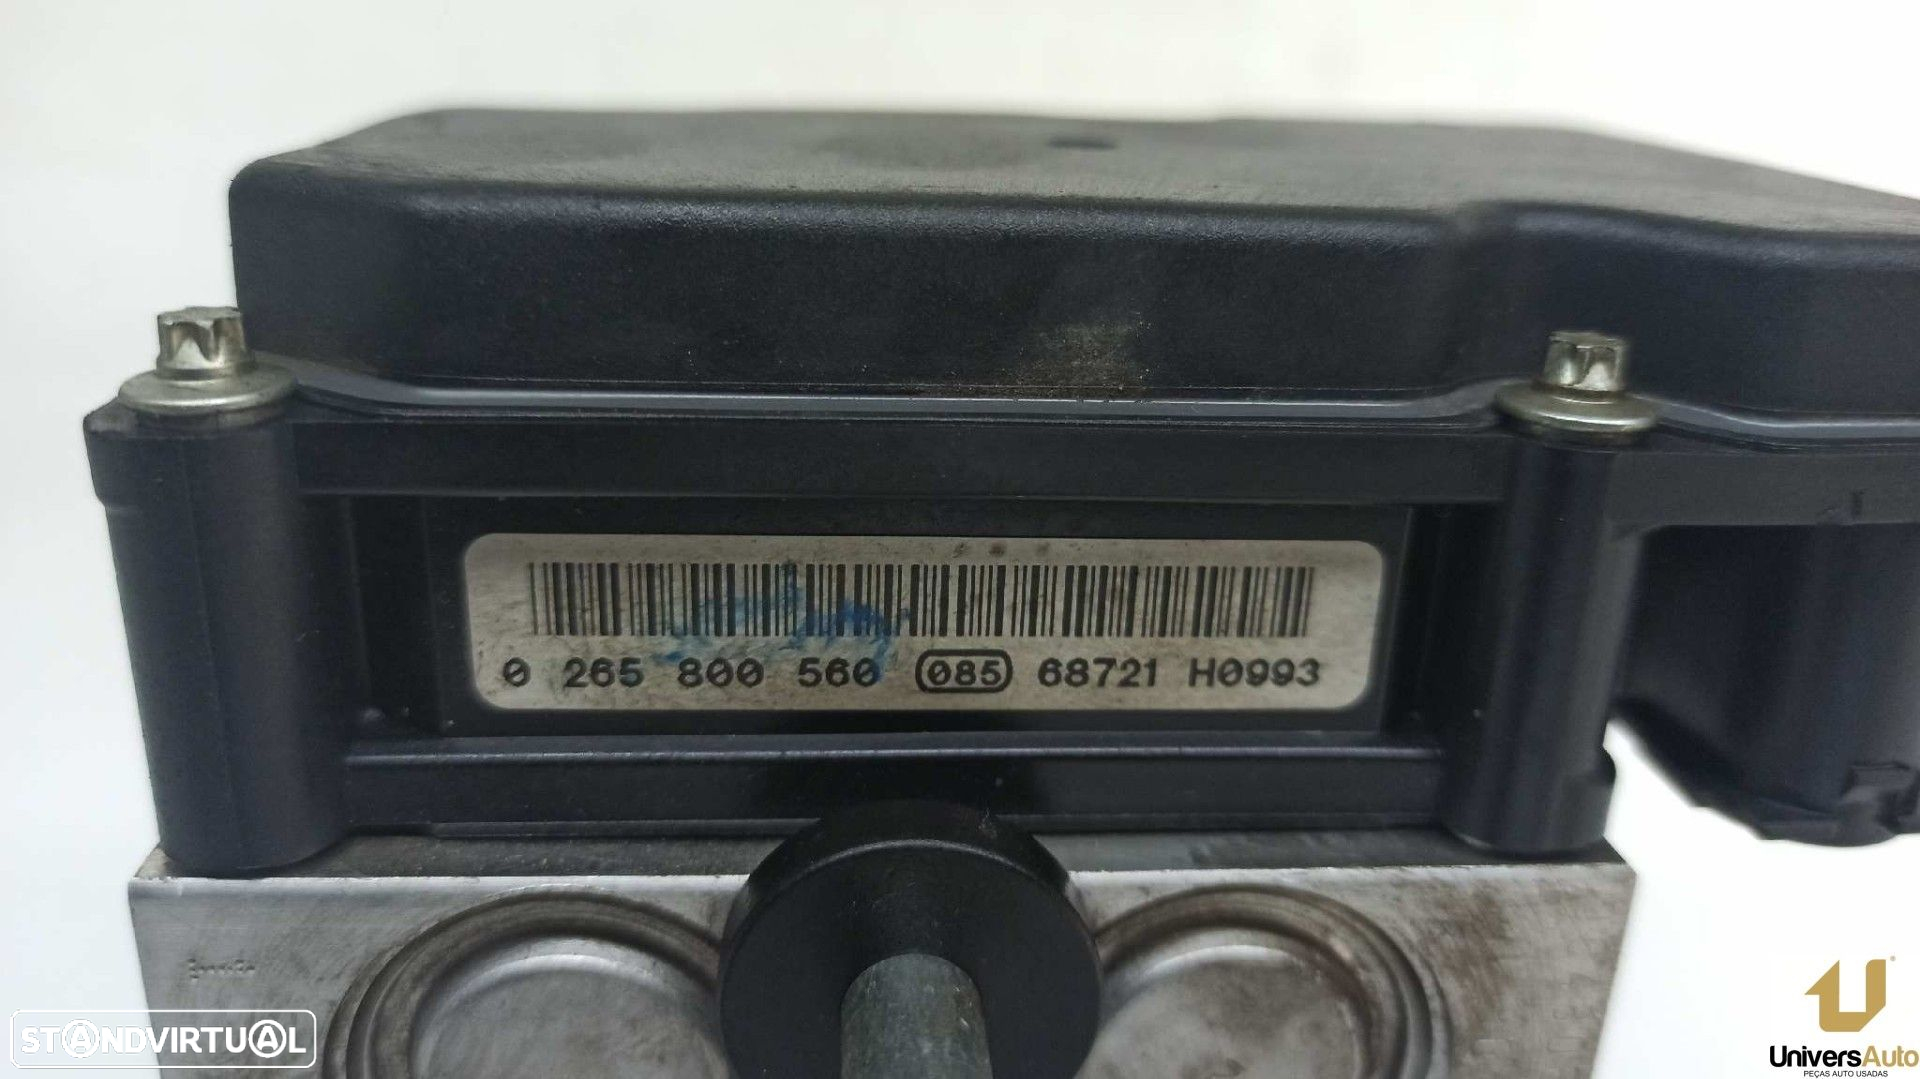 0 265 800 560 085 68721 H0993
STANDVIRTUAL
UniversAuto
PEÇAS AUTO USADAS